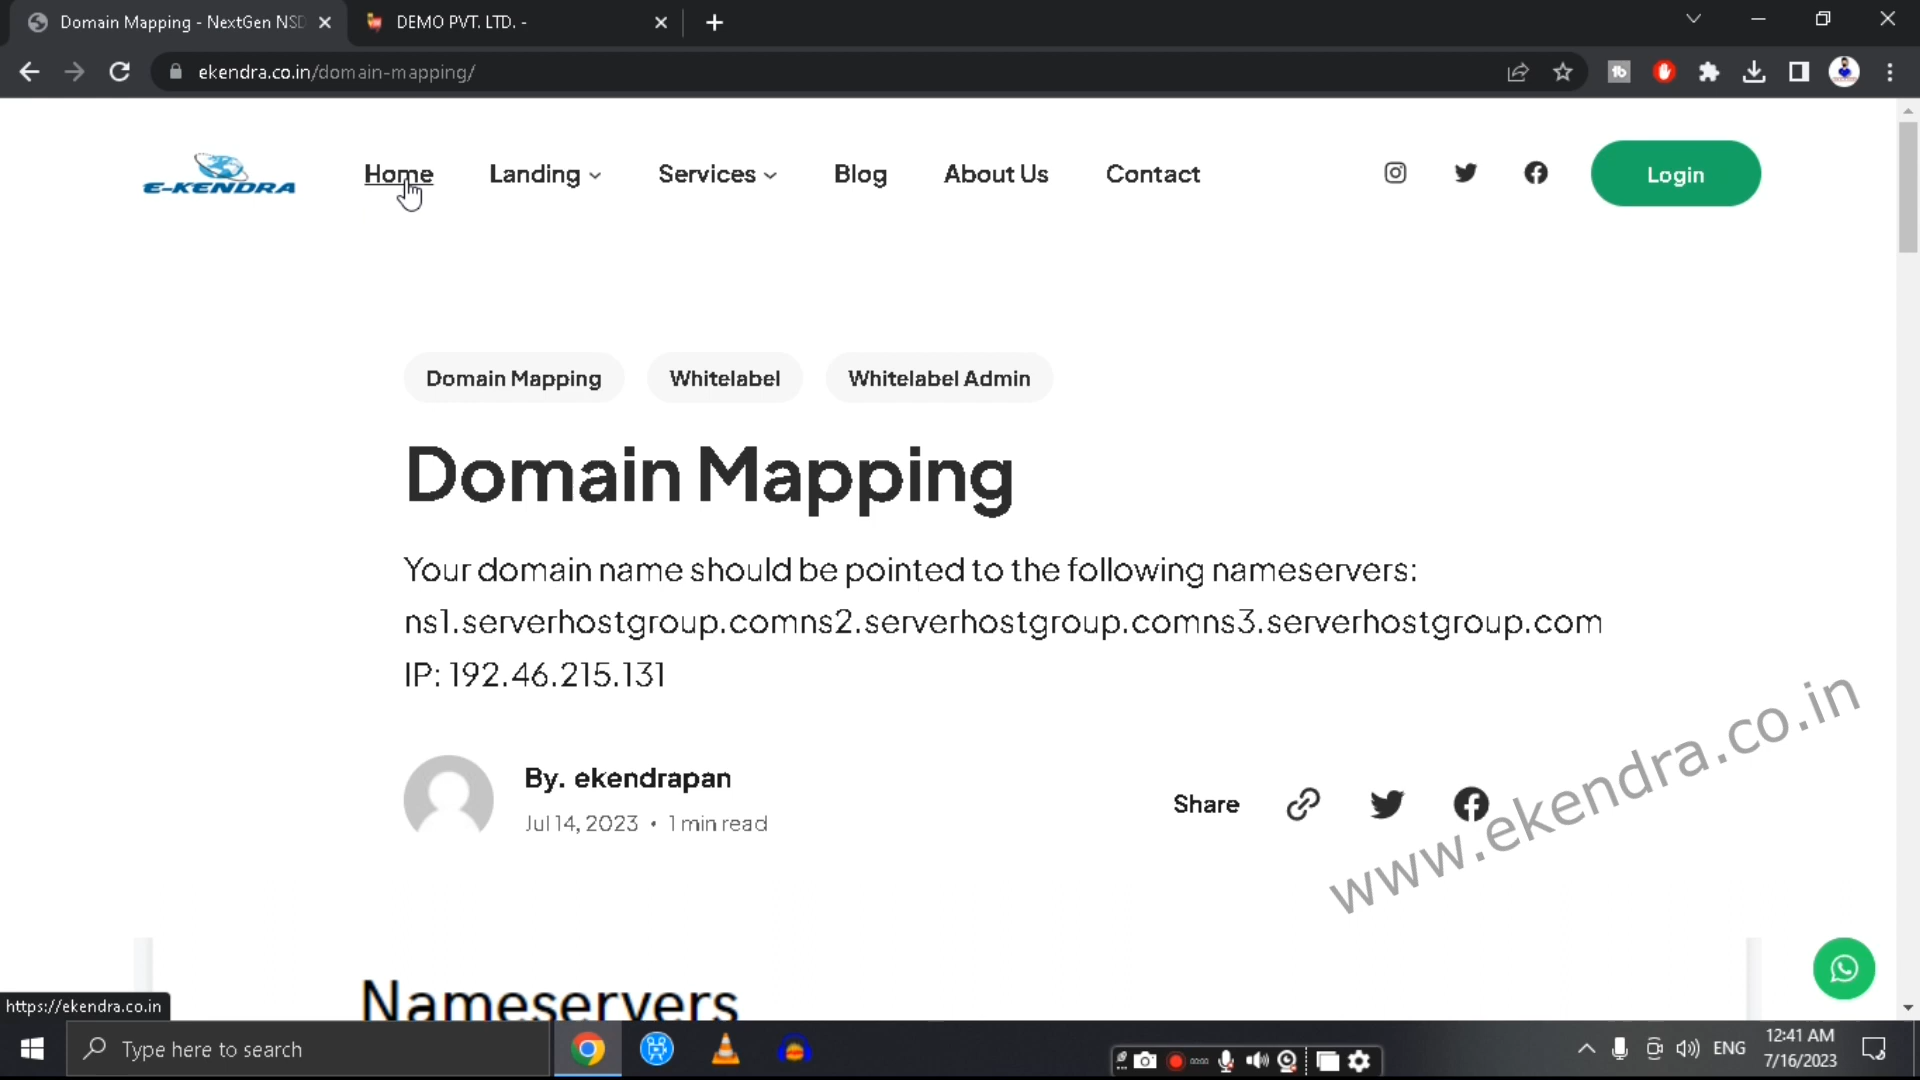 Domain Mapping - NextGen NSD
DEMO PVT. LTD. -
ekendra.co.in/domain-mapping/
E-KENDRA
Home
Landing
Services
Blog
About Us
Contact
Login
Domain Mapping
Whitelabel
Whitelabel Admin
Domain Mapping
Your domain name should be pointed to the following nameservers:
ns1.serverhostgroup.comns2.serverhostgroup.comns3.serverhostgroup.com
IP: 192.46.215.131
By. ekendrapan
Jul 14, 2023 • 1 min read
Share
www.ekendra.co.in
Nameservers
https://ekendra.co.in
Type here to search
ENG
12:41 AM
7/16/2023